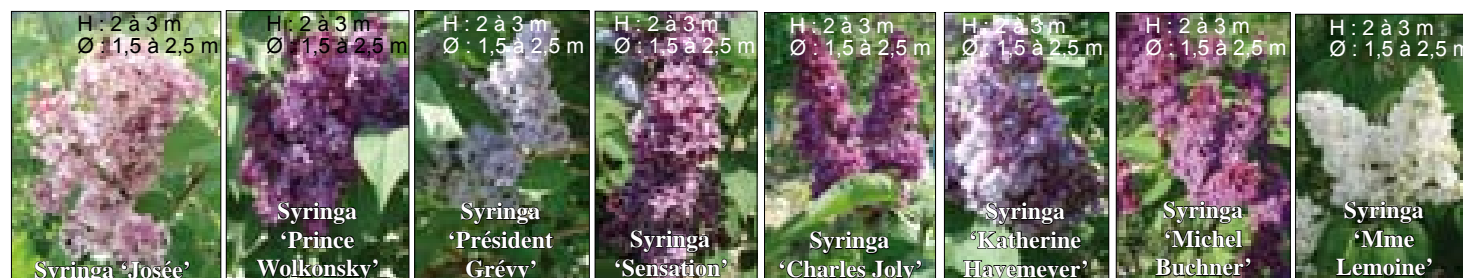 H : 2 à 3 m
Ø : 1,5 à 2,5 m
Syringa ‘Josée’
H : 2 à 3 m
Ø : 1,5 à 2,5 m
Syringa
‘Prince
Wolkonsky’
H : 2 à 3 m
Ø : 1,5 à 2,5 m
Syringa
‘Président
Grévy’
H : 2 à 3 m
Ø : 1,5 à 2,5 m
Syringa
‘Sensation’
H : 2 à 3 m
Ø : 1,5 à 2,5 m
Syringa
‘Charles Joly’
H : 2 à 3 m
Ø : 1,5 à 2,5 m
Syringa
‘Katherine
Havemeyer’
H : 2 à 3 m
Ø : 1,5 à 2,5 m
Syringa
‘Michel
Buchner’
H : 2 à 3 m
Ø : 1,5 à 2,5 m
Syringa
‘Mme
Lemoine’